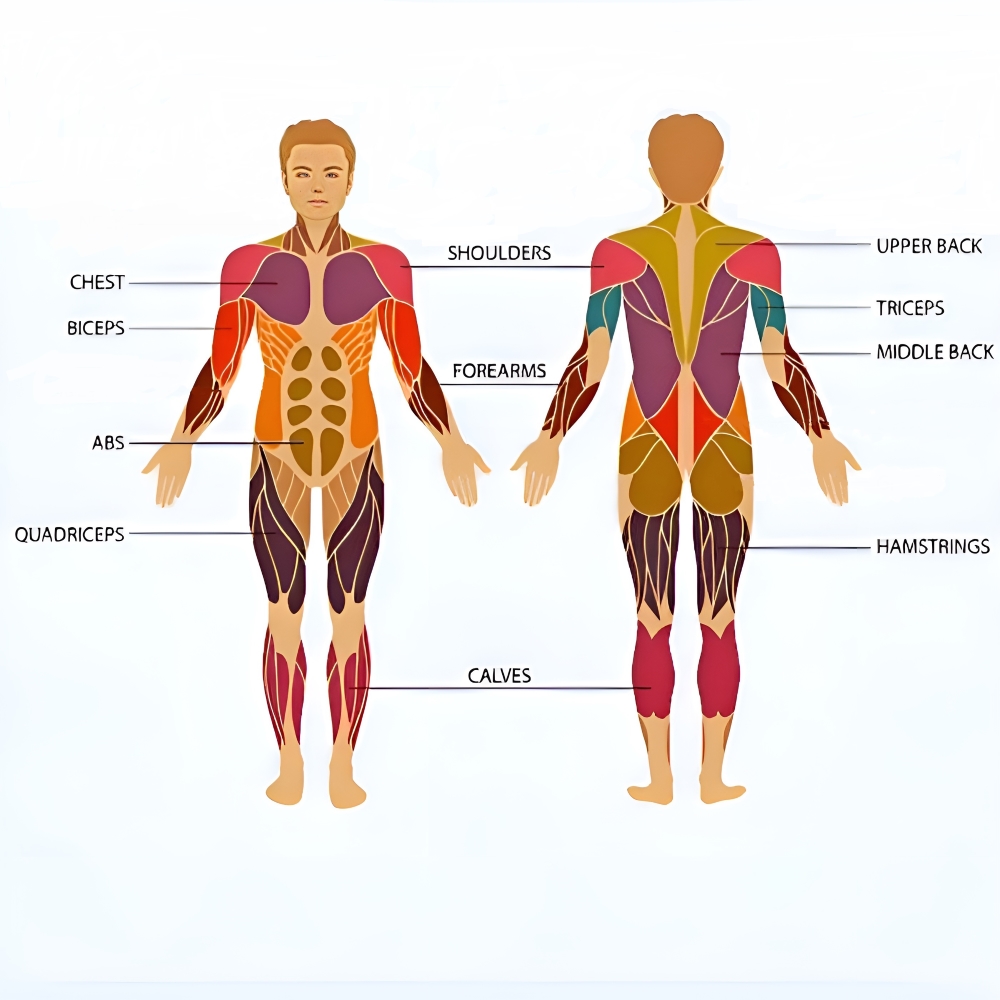 SHOULDERS
UPPER BACK
CHEST
TRICEPS
BICEPS
MIDDLE BACK
FOREARMS
ABS
QUADRICEPS
HAMSTRINGS
CALVES